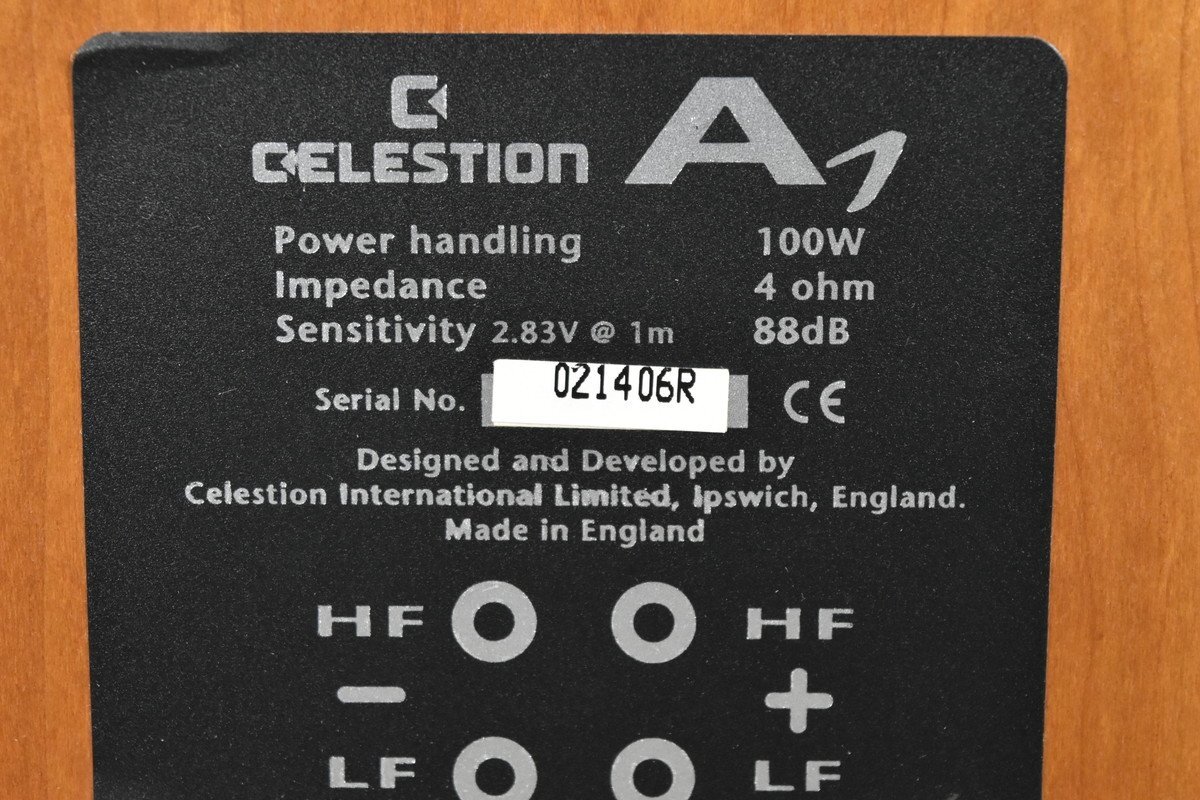 CELESTION A1
Power handling 100W
Impedance 4 ohm
Sensitivity 2.83V @ 1m 88dB
Serial No. 021406R CE
Designed and Developed by
Celestion International Limited, Ipswich, England.
Made in England
HF HF
− +
LF LF